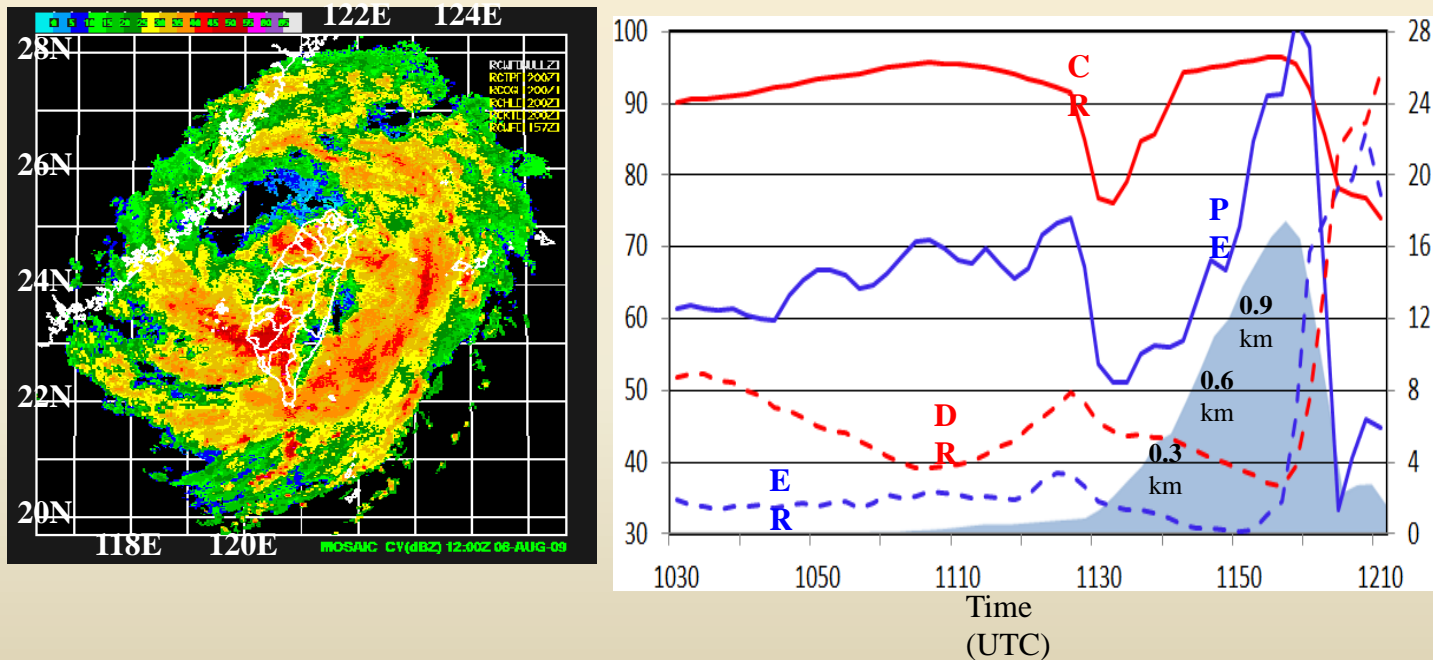 122E 124E
28N
26N
24N
22N
20N
118E 120E
MOSAIC CV(dBZ) 12:00Z 08-AUG-09
100 28
90 24
80 20
70 16
60 12
50 8
40 4
30 0
C
R
P
E
D
R
E
R
0.9
km
0.6
km
0.3
km
1030 1050 1110 1130 1150 1210
Time
(UTC)